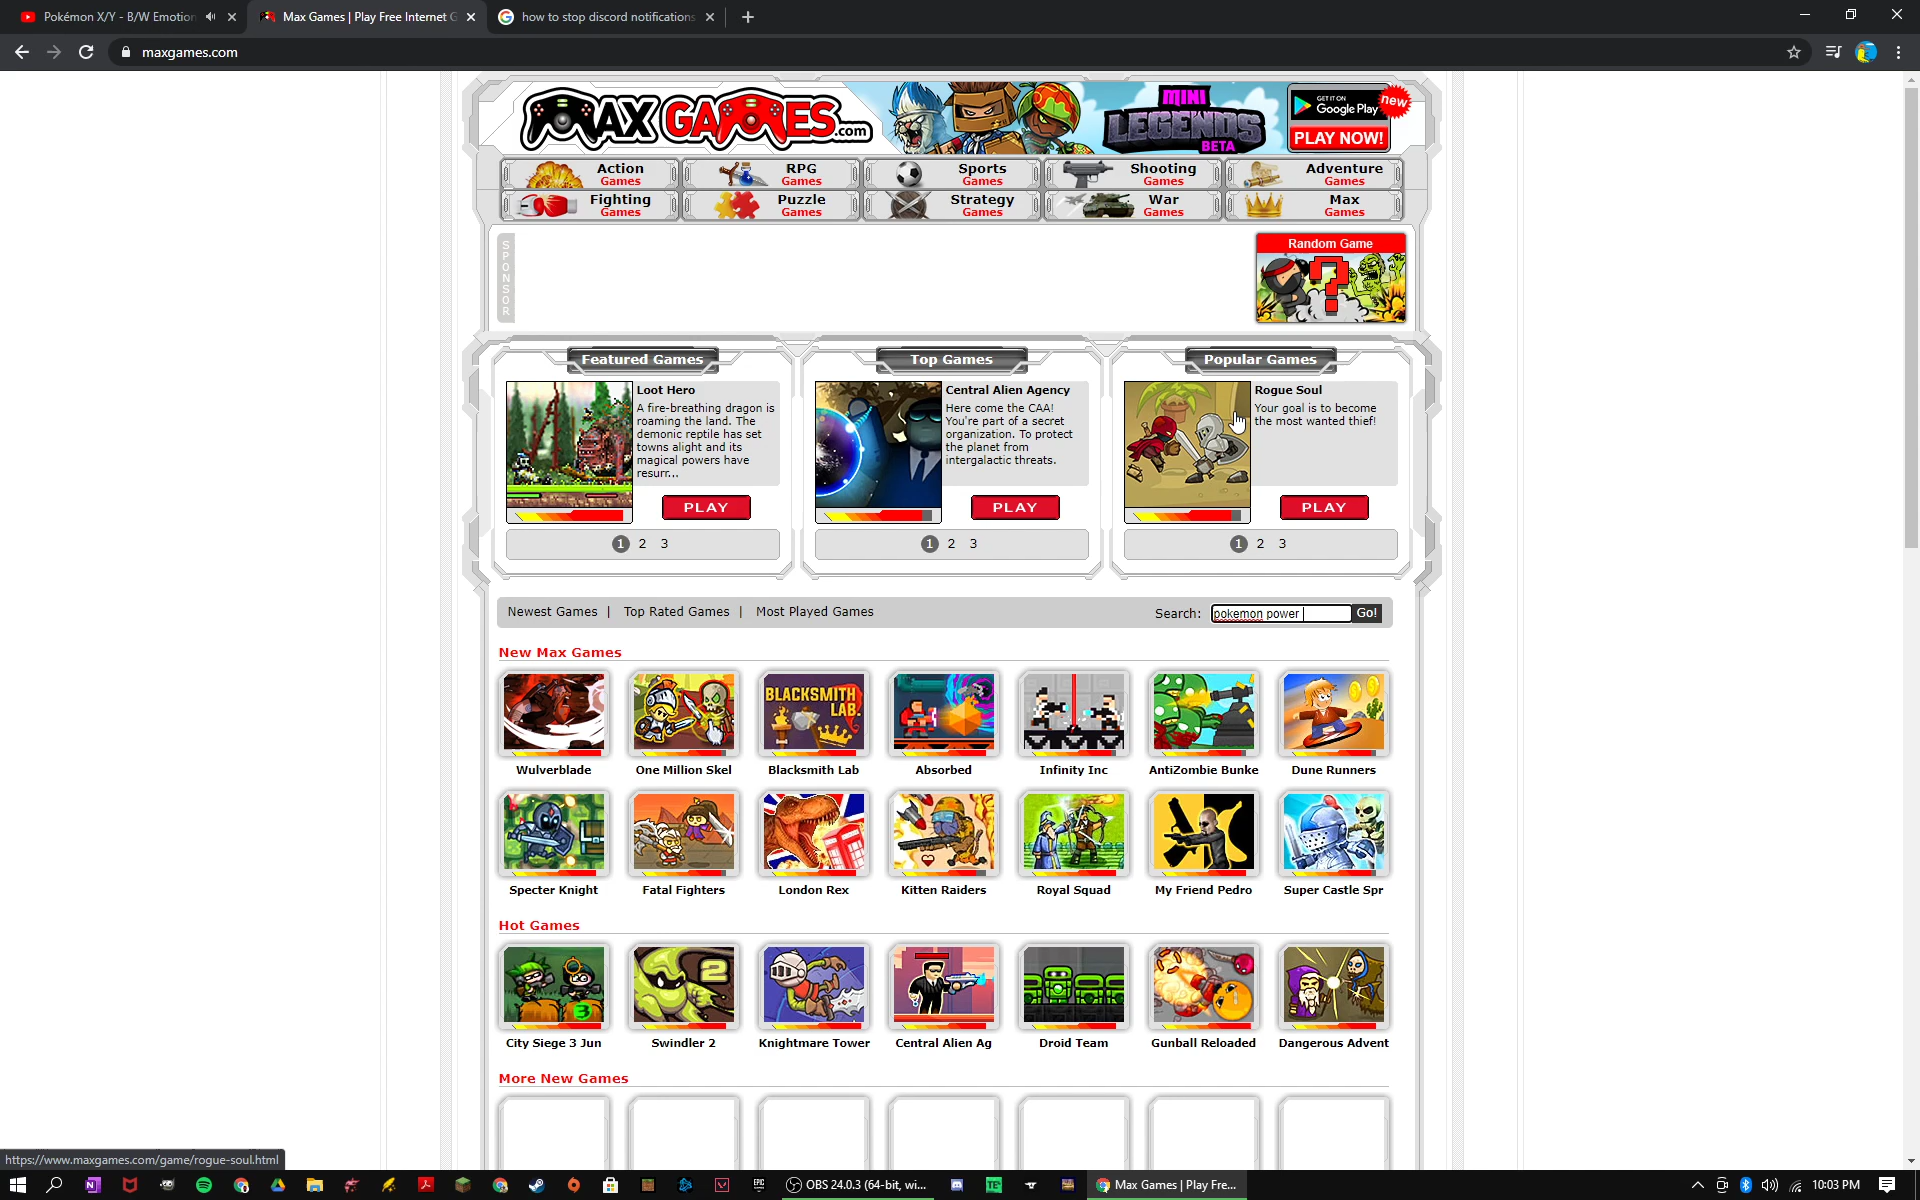 Pokémon X/Y - B/W Emotion
Max Games | Play Free Internet G
how to stop discord notifications
maxgames.com
MAX GAMES.com
MINI LEGENDS BETA
GET IT ON Google Play
new
PLAY NOW!
Action Games
RPG Games
Sports Games
Shooting Games
Adventure Games
Fighting Games
Puzzle Games
Strategy Games
War Games
Max Games
SPONSOR
Random Game
?
Featured Games
Top Games
Popular Games
Loot Hero
A fire-breathing dragon is
roaming the land. The
demonic reptile has set
towns alight and its
magical powers have
resurr...
PLAY
1 2 3
Central Alien Agency
Here come the CAA!
You're part of a secret
organization. To protect
the planet from
intergalactic threats.
PLAY
1 2 3
Rogue Soul
Your goal is to become
the most wanted thief!
PLAY
1 2 3
Newest Games | Top Rated Games | Most Played Games
Search: pokemon power Go!
New Max Games
BLACKSMITH LAB.
Wulverblade One Million Skel Blacksmith Lab Absorbed Infinity Inc AntiZombie Bunke Dune Runners
Specter Knight Fatal Fighters London Rex Kitten Raiders Royal Squad My Friend Pedro Super Castle Spr
Hot Games
3
2
City Siege 3 Jun Swindler 2 Knightmare Tower Central Alien Ag Droid Team Gunball Reloaded Dangerous Advent
More New Games
https://www.maxgames.com/game/rogue-soul.html
OBS 24.0.3 (64-bit, wi...
Max Games | Play Fre...
10:03 PM